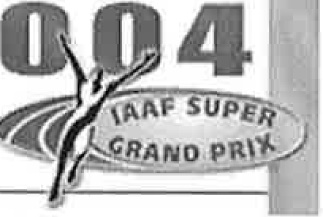 004
IAAF SUPER
GRAND PRIX